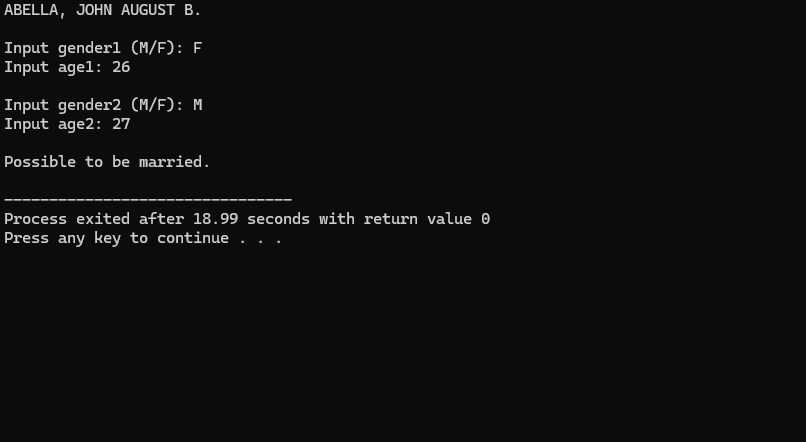 ABELLA, JOHN AUGUST B.
Input gender1 (M/F): F
Input age1: 26
Input gender2 (M/F): M
Input age2: 27
Possible to be married.
--------------------------------
Process exited after 18.99 seconds with return value 0
Press any key to continue . . .